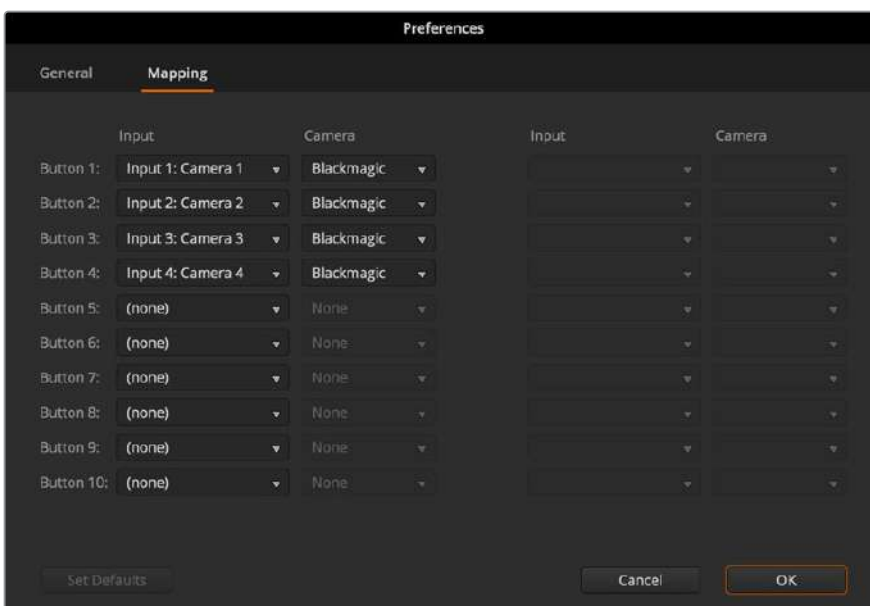 Preferences
General Mapping
Input Camera Input Camera
Button 1: Input 1: Camera 1 Blackmagic
Button 2: Input 2: Camera 2 Blackmagic
Button 3: Input 3: Camera 3 Blackmagic
Button 4: Input 4: Camera 4 Blackmagic
Button 5: (none) None
Button 6: (none) None
Button 7: (none) None
Button 8: (none) None
Button 9: (none) None
Button 10: (none) None
Set Defaults Cancel OK